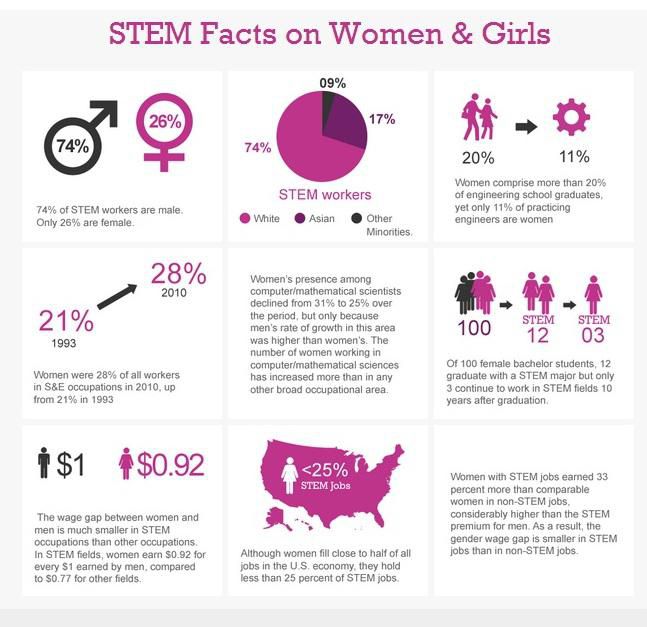 STEM Facts on Women & Girls
74%
26%
74% of STEM workers are male.
Only 26% are female.
09%
17%
74%
STEM workers
White
Asian
Other
Minorities.
20%
11%
Women comprise more than 20%
of engineering school graduates,
yet only 11% of practicing
engineers are women
28%
2010
21%
1993
Women were 28% of all workers
in S&E occupations in 2010, up
from 21% in 1993
Women's presence among
computer/mathematical scientists
declined from 31% to 25% over
the period, but only because
men's rate of growth in this area
was higher than women's. The
number of women working in
computer/mathematical sciences
has increased more than in any
other broad occupational area.
100
STEM
12
STEM
03
Of 100 female bachelor students, 12
graduate with a STEM major but only
3 continue to work in STEM fields 10
years after graduation.
$1
$0.92
The wage gap between women and
men is much smaller in STEM
occupations than other occupations.
In STEM fields, women earn $0.92 for
every $1 earned by men, compared
to $0.77 for other fields.
<25%
STEM Jobs
Although women fill close to half of all
jobs in the U.S. economy, they hold
less than 25 percent of STEM jobs.
Women with STEM jobs earned 33
percent more than comparable
women in non-STEM jobs,
considerably higher than the STEM
premium for men. As a result, the
gender wage gap is smaller in STEM
jobs than in non-STEM jobs.